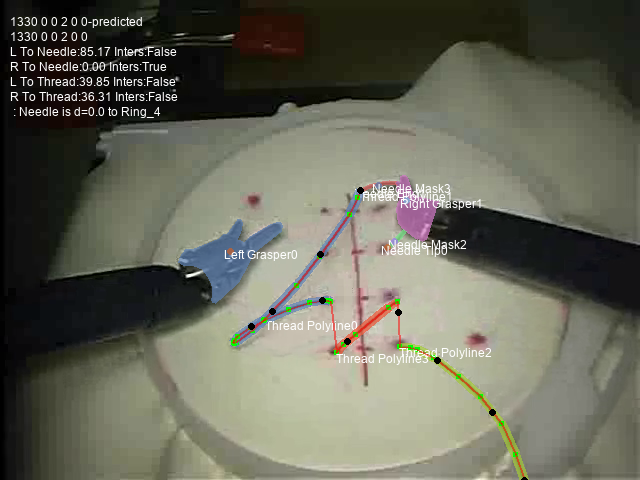 1330 0 0 2 0 0-predicted
1330 0 0 2 0 0
L To Needle:85.17 Inters:False
R To Needle:0.00 Inters:True
L To Thread:39.85 Inters:False
R To Thread:36.31 Inters:False
: Needle is d=0.0 to Ring_4
Needle Mask3
Thread Polyline1
Right Grasper1
Needle Mask2
Needle Tip0
Left Grasper0
Thread Polyline0
Thread Polyline2
Thread Polyline3